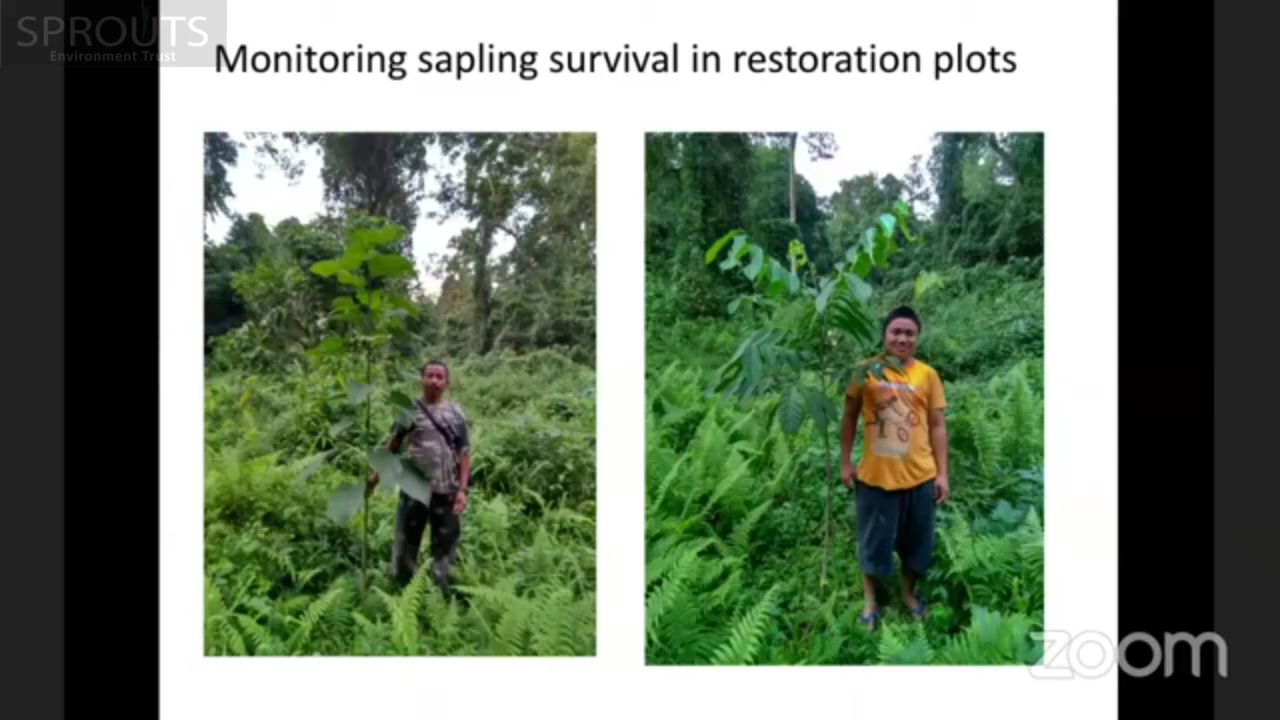 SPROUTS
Environment Trust
Monitoring sapling survival in restoration plots
zoom